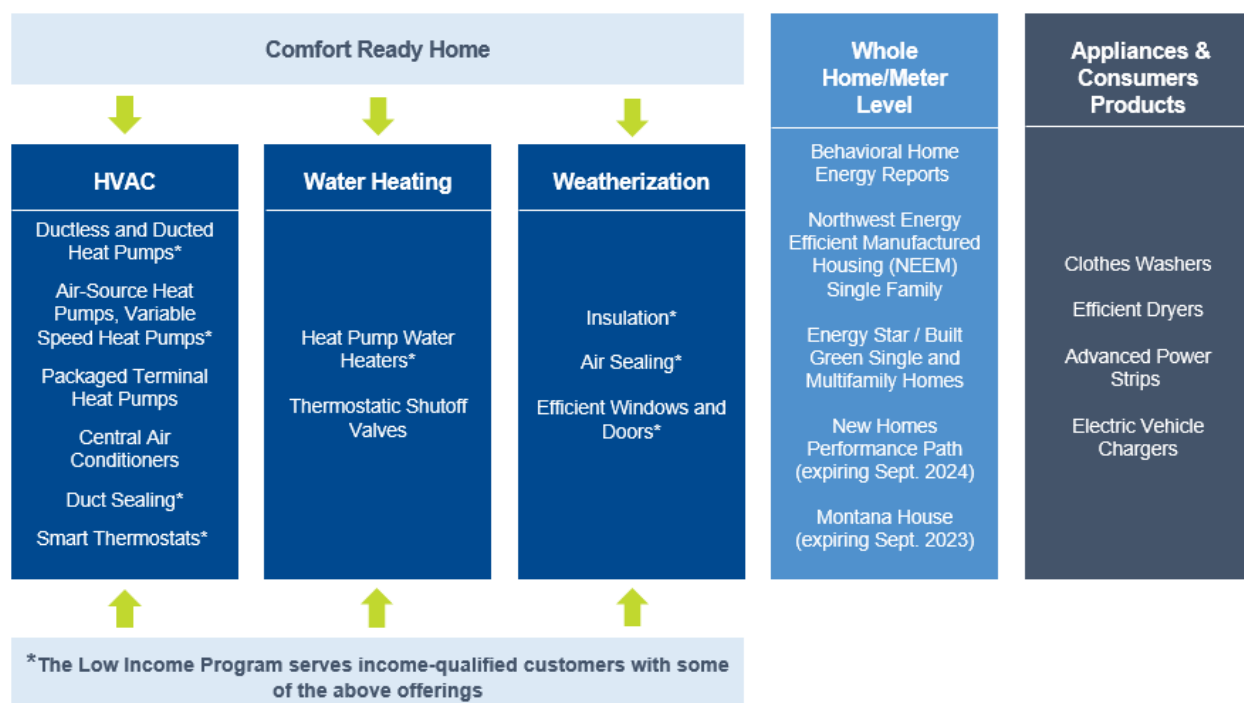 Comfort Ready Home
HVAC
Ductless and Ducted
Heat Pumps*
Air-Source Heat
Pumps, Variable
Speed Heat Pumps*
Packaged Terminal
Heat Pumps
Central Air
Conditioners
Duct Sealing*
Smart Thermostats*
Water Heating
Heat Pump Water
Heaters*
Thermostatic Shutoff
Valves
Weatherization
Insulation*
Air Sealing*
Efficient Windows and
Doors*
*The Low Income Program serves income-qualified customers with some
of the above offerings
Whole
Home/Meter
Level
Behavioral Home
Energy Reports
Northwest Energy
Efficient Manufactured
Housing (NEEM)
Single Family
Energy Star / Built
Green Single and
Multifamily Homes
New Homes
Performance Path
(expiring Sept. 2024)
Montana House
(expiring Sept. 2023)
Appliances &
Consumers
Products
Clothes Washers
Efficient Dryers
Advanced Power
Strips
Electric Vehicle
Chargers